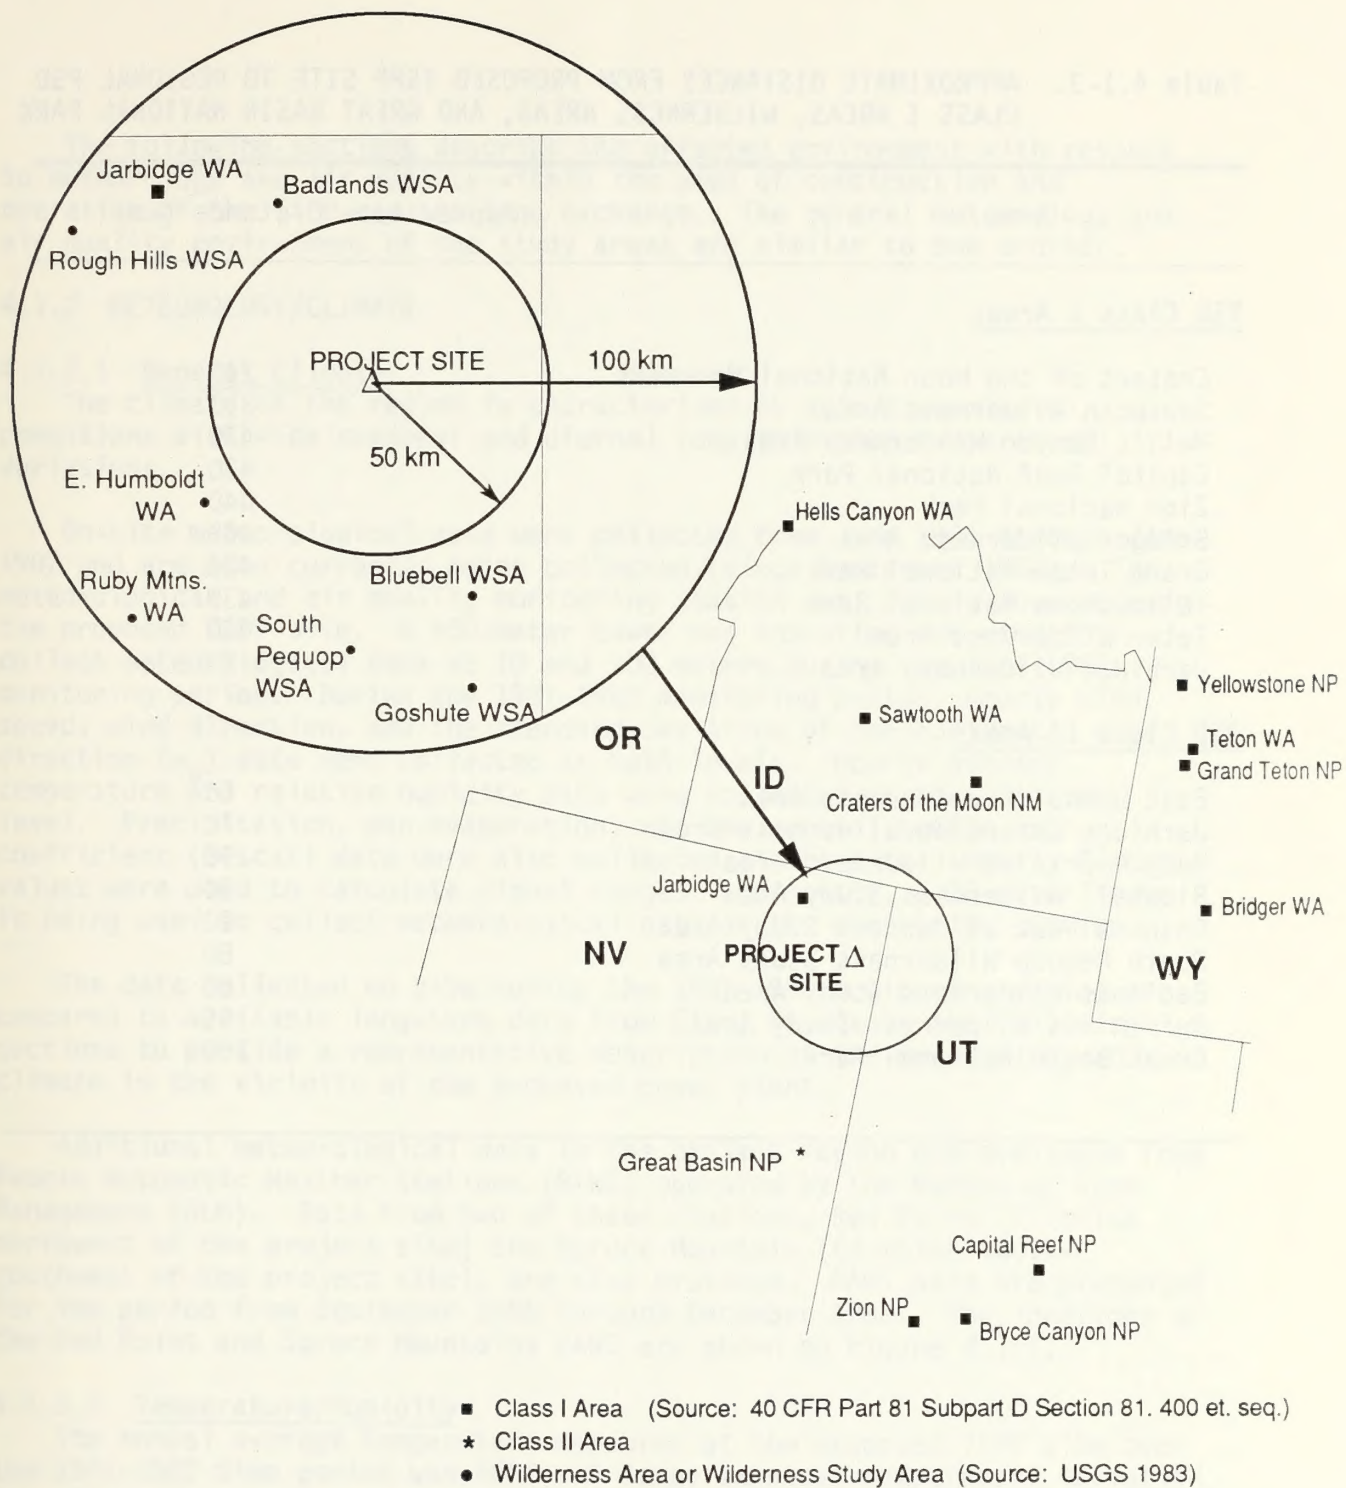 Jarbidge WA
Badlands WSA
Rough Hills WSA
PROJECT SITE
100 km
50 km
E. Humboldt
WA
Bluebell WSA
Ruby Mtns.
WA
South
Pequop
WSA
Goshute WSA
Hells Canyon WA
Yellowstone NP
Sawtooth WA
Teton WA
OR
Grand Teton NP
ID
Craters of the Moon NM
Jarbidge WA
Bridger WA
NV
PROJECT
SITE
WY
UT
Great Basin NP
Capital Reef NP
Zion NP
Bryce Canyon NP
Class I Area (Source: 40 CFR Part 81 Subpart D Section 81. 400 et. seq.)
Class II Area
Wilderness Area or Wilderness Study Area (Source: USGS 1983)